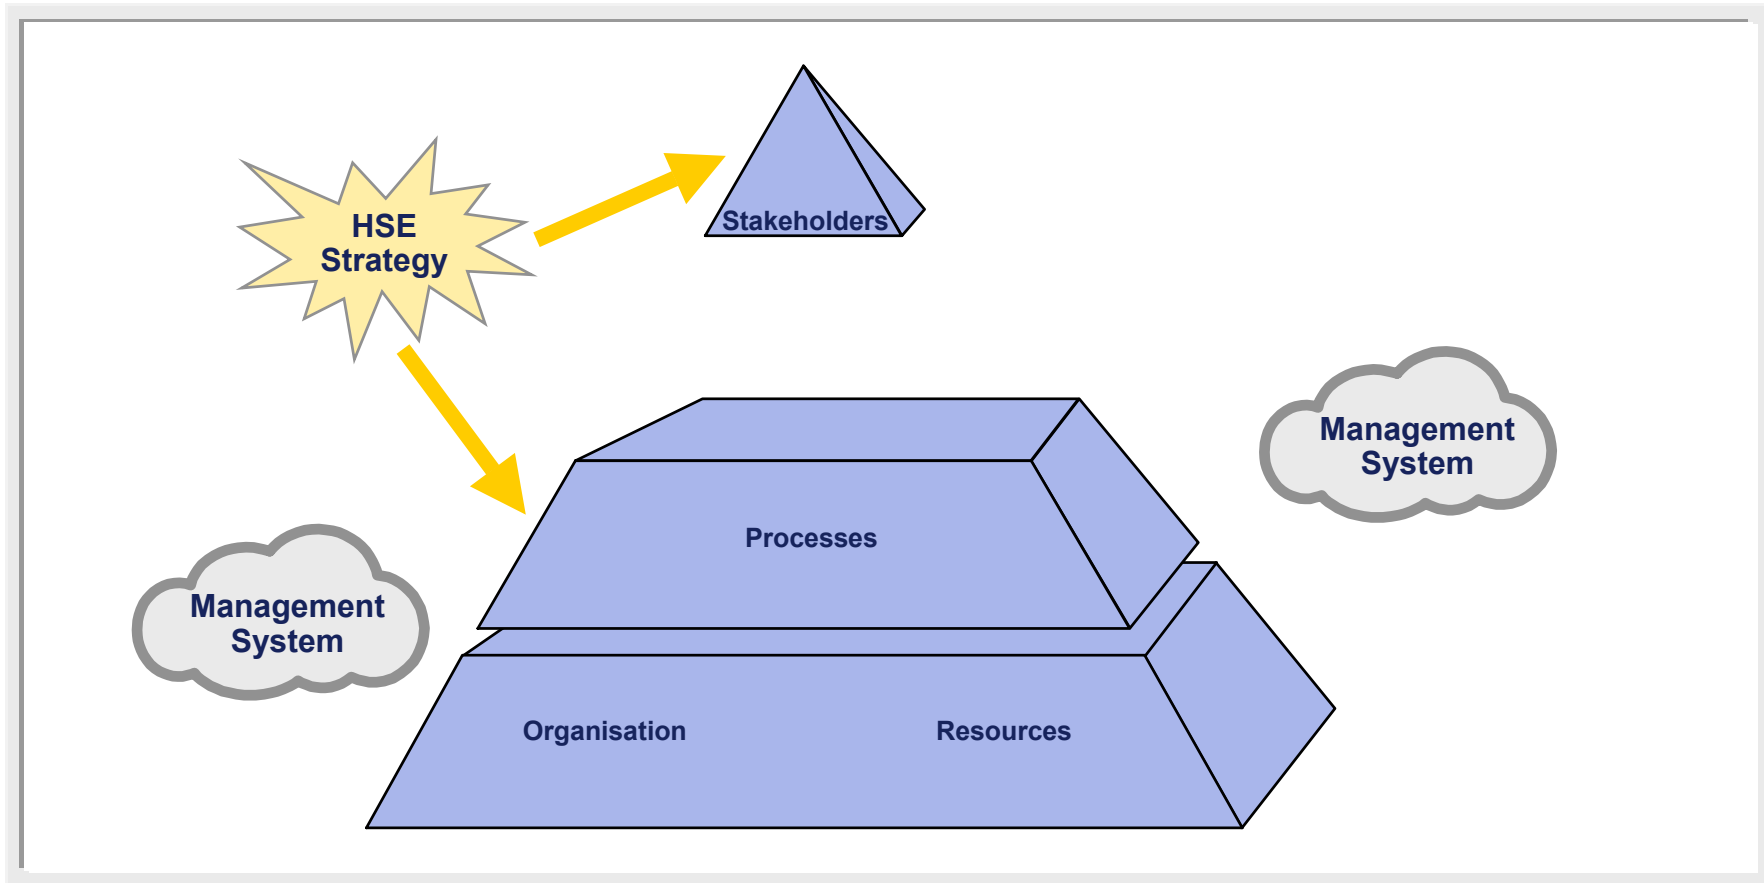 HSE
Strategy
Stakeholders
Management
System
Processes
Management
System
Organisation
Resources